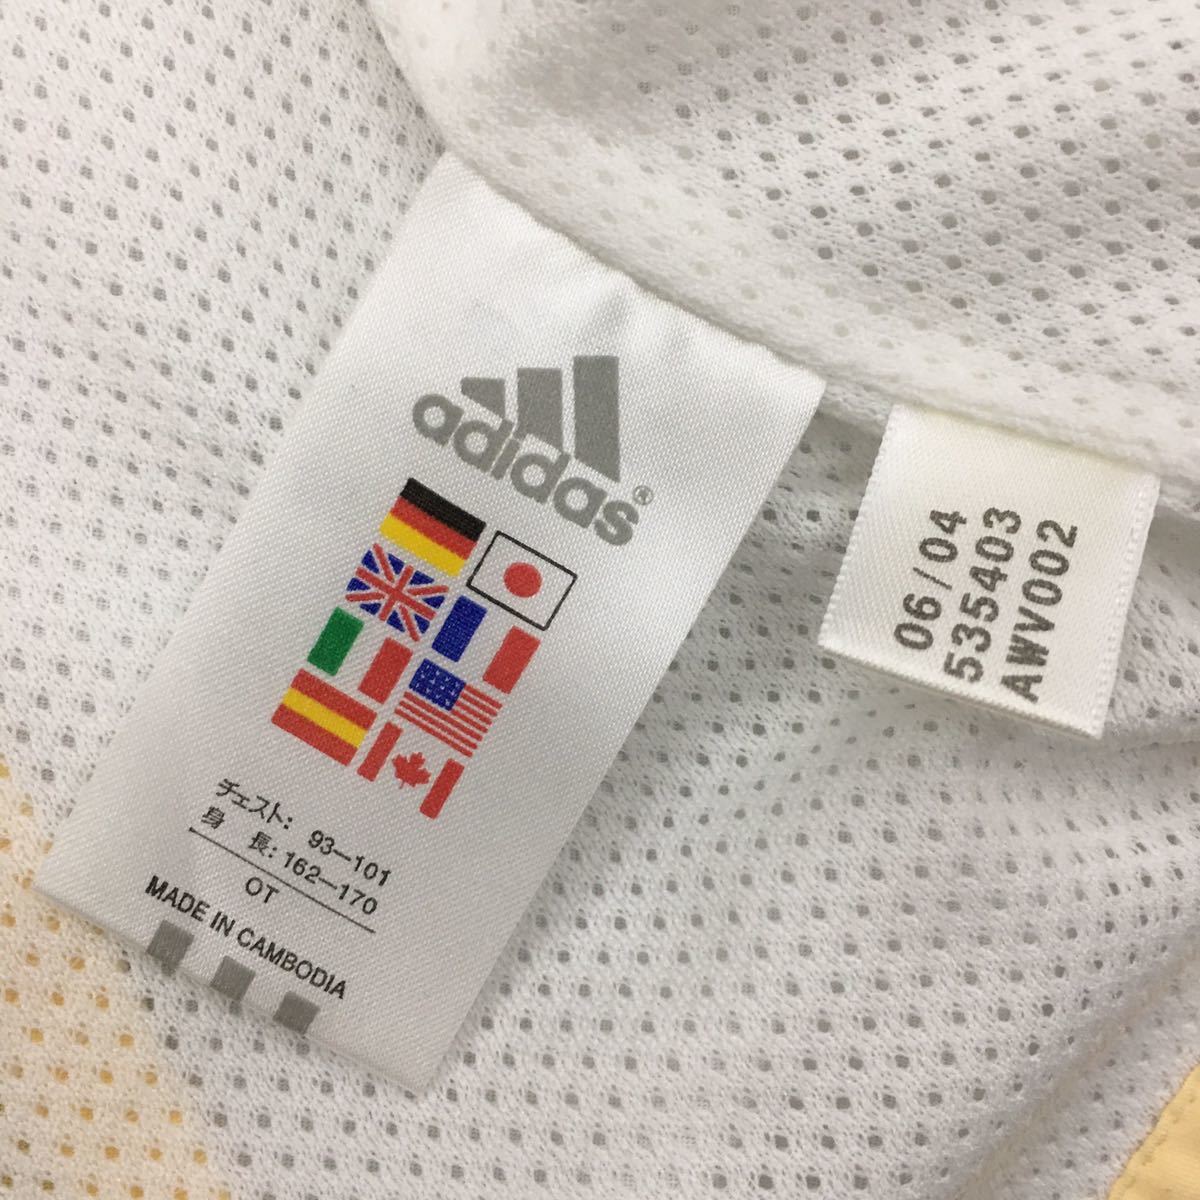 adidas®
チェスト: 93-101
身 長: 162-170
OT
MADE IN CAMBODIA
06/04
535403
AWV002